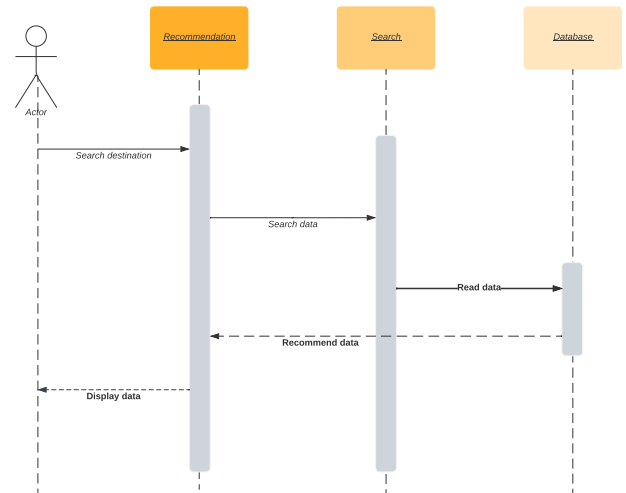 Recommendation
Search
Database
Actor
Search destination
Search data
Read data
Recommend data
Display data